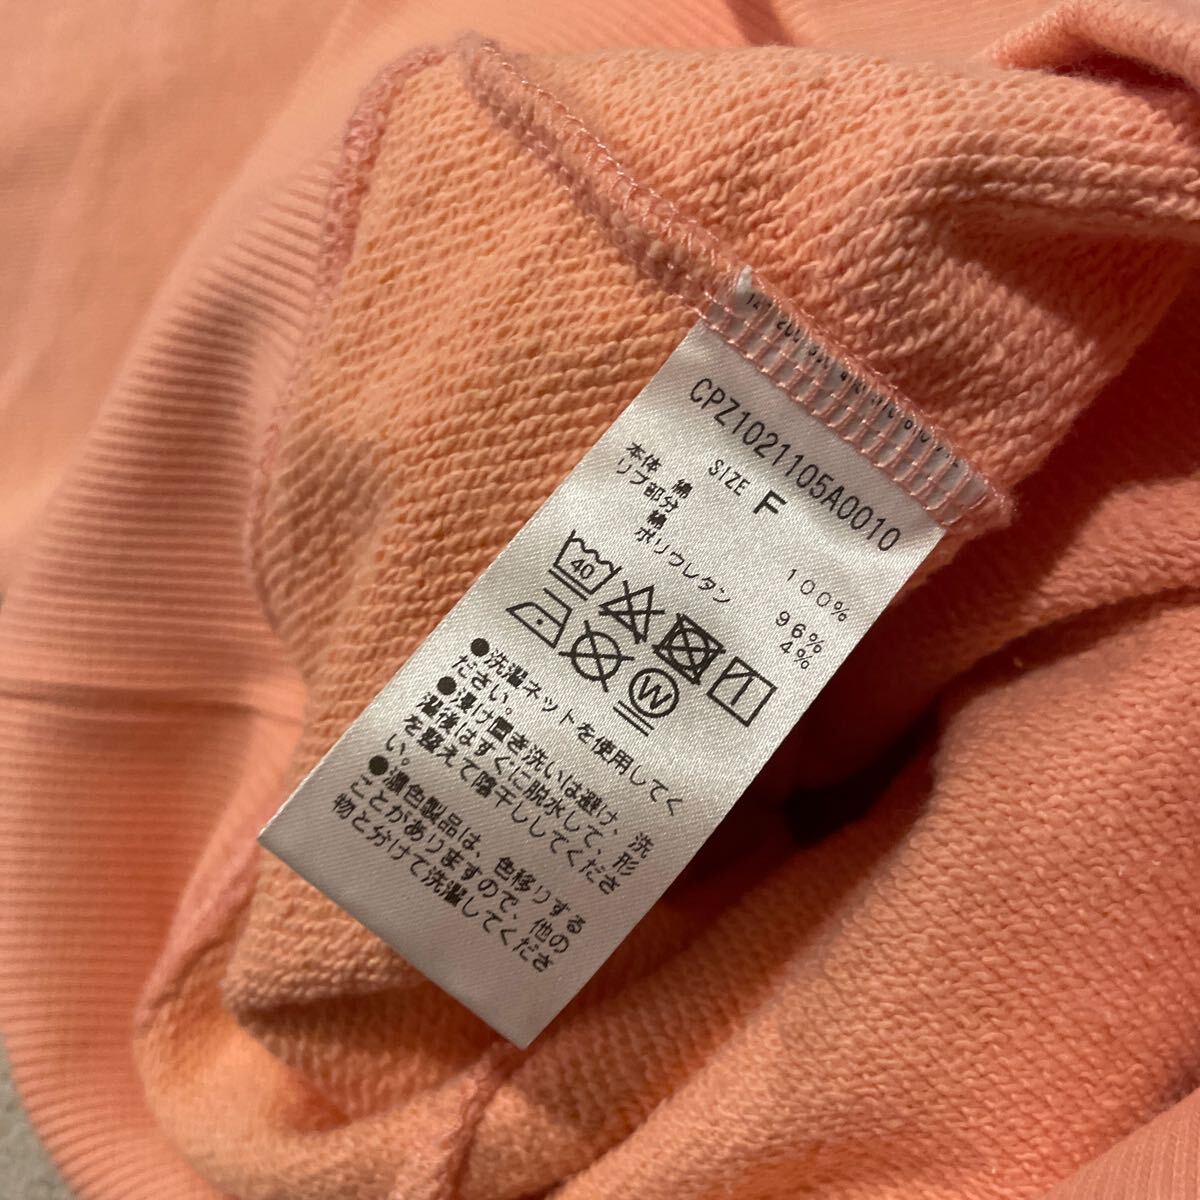 CPZ1021105A0010
SIZE F
本体 綿 100%
リブ部分
綿 96%
ポリウレタン 4%
40
W
●洗濯ネットを使用してく
ださい。
●浸け置き洗いは避け、洗
濯後はすぐに脱水して、形
を整えて陰干ししてくださ
い。
●濃色製品は、色移りする
ことがありますので、他の
物と分けて洗濯してくださ